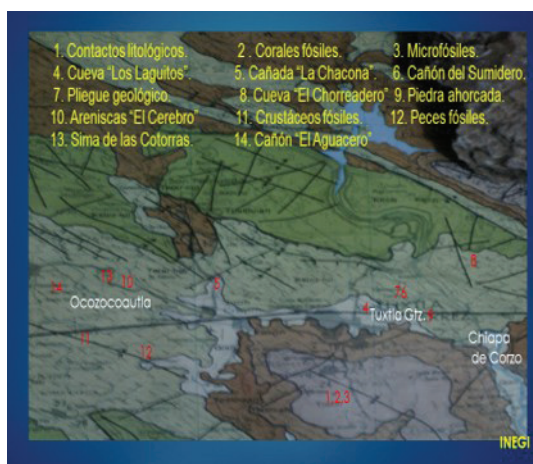 1. Contactos litológicos. 2 . Corales fósiles. 3. Microfósiles.
4. Cueva "Los Laguitos". 5. Cañada "La Chacona". 6. Cañón del Sumidero.
7. Pliegue geológico. 8. Cueva "El Chorreadero" 9. Piedra ahorcada.
10. Areniscas "El Cerebro" 11. Crustáceos fósiles. 12. Peces fósiles.
13. Sima de las Cotorras. 14. Cañón "El Aguacero"
8
14 13 10 5 7 6
Ocozocoautla 4 Tuxtla Gtz.
11 Chiapa
12 de Corzo
1,2,3
INEGI